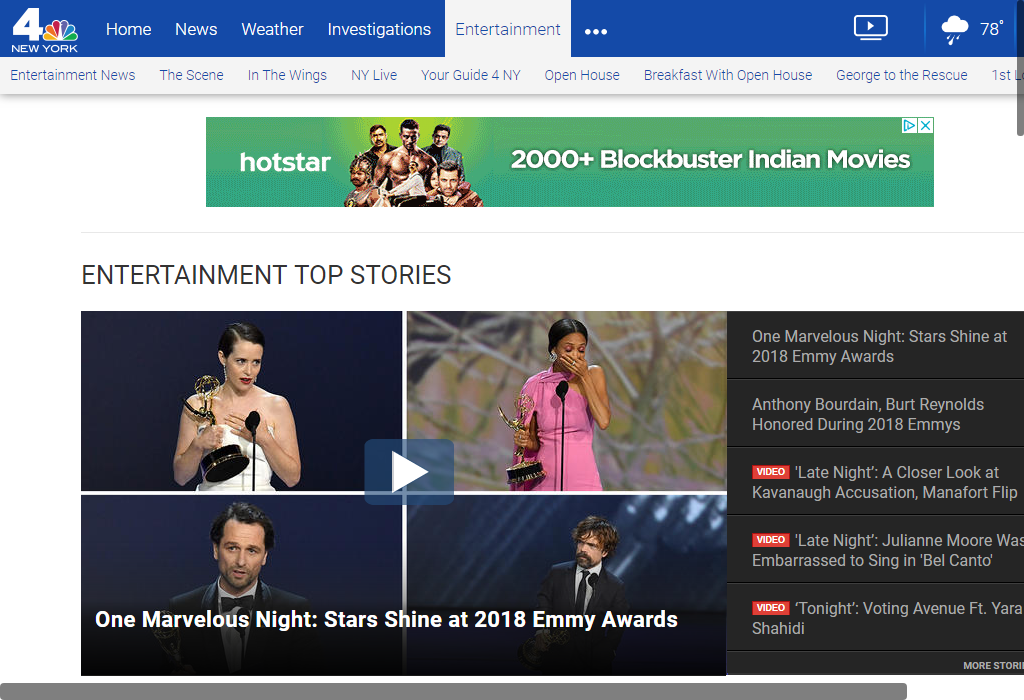 4
NEW YORK
Home News Weather Investigations Entertainment •••
78°
Entertainment News The Scene In The Wings NY Live Your Guide 4 NY Open House Breakfast With Open House George to the Rescue 1st Lo
hotstar
2000+ Blockbuster Indian Movies
ENTERTAINMENT TOP STORIES
One Marvelous Night: Stars Shine at 2018 Emmy Awards
One Marvelous Night: Stars Shine at
2018 Emmy Awards
Anthony Bourdain, Burt Reynolds
Honored During 2018 Emmys
VIDEO 'Late Night': A Closer Look at
Kavanaugh Accusation, Manafort Flip
VIDEO 'Late Night': Julianne Moore Was
Embarrassed to Sing in 'Bel Canto'
VIDEO ‘Tonight’: Voting Avenue Ft. Yara
Shahidi
MORE STORI